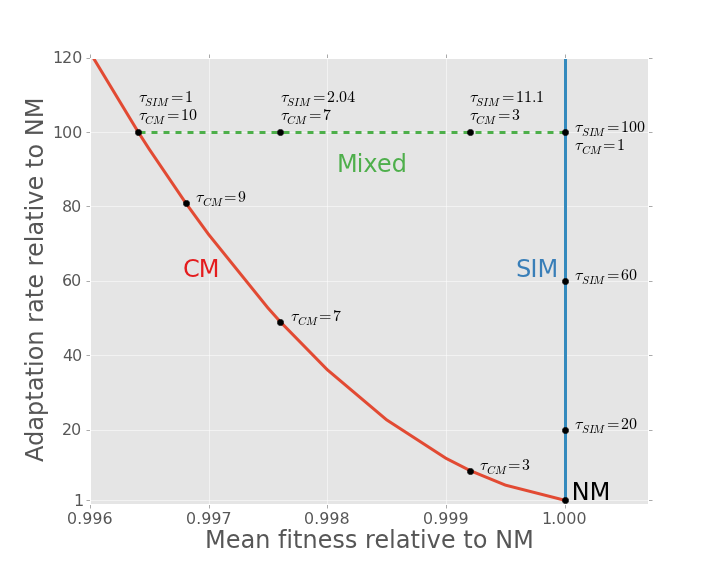 120
τSIM=1
τCM=10
τSIM=2.04
τCM=7
τSIM=11.1
τCM=3
τSIM=100
τCM=1
100
Mixed
τCM=9
80
CM
SIM
τSIM=60
60
τCM=7
40
τSIM=20
20
τCM=3
NM
1
0.996
0.997
0.998
0.999
1.000
Mean fitness relative to NM
Adaptation rate relative to NM